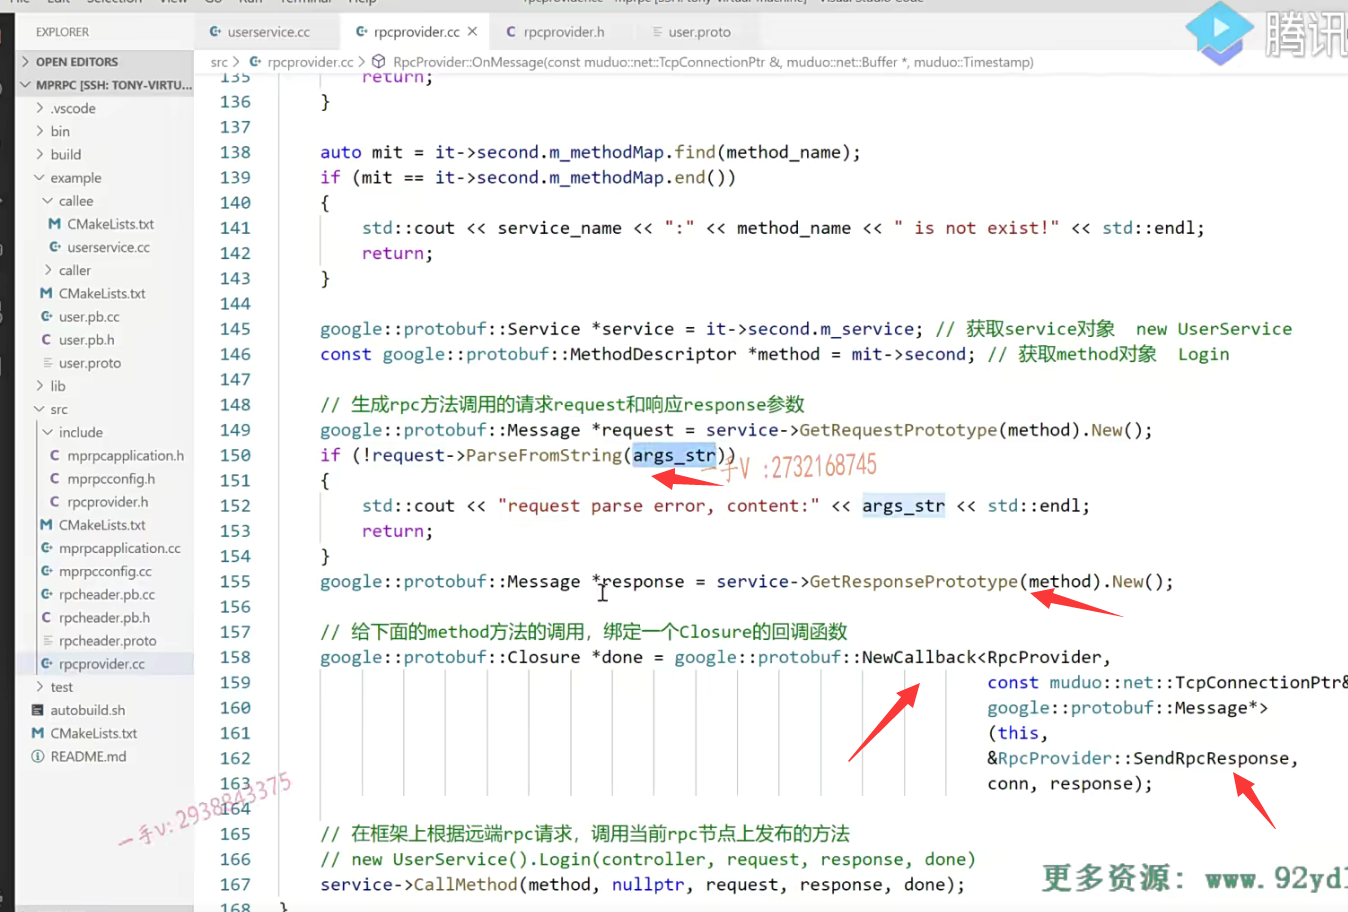 File Edit Selection View Go Run Terminal Help
rpcprovider.cc - mprpc [SSH: tony-virtual-machine] - Visual Studio Code
EXPLORER
userservice.cc
rpcprovider.cc ×
rpcprovider.h
user.proto
腾讯
OPEN EDITORS
MPRPC [SSH: TONY-VIRTU...
.vscode
bin
build
example
callee
CMakeLists.txt
userservice.cc
caller
CMakeLists.txt
user.pb.cc
user.pb.h
user.proto
lib
src
include
mprpcapplication.h
mprpcconfig.h
rpcprovider.h
CMakeLists.txt
mprpcapplication.cc
mprpcconfig.cc
rpcheader.pb.cc
rpcheader.pb.h
rpcheader.proto
rpcprovider.cc
test
autobuild.sh
CMakeLists.txt
README.md
src > rpcprovider.cc > RpcProvider::OnMessage(const muduo::net::TcpConnectionPtr &, muduo::net::Buffer *, muduo::Timestamp)
135 return;
136 }
137
138 auto mit = it->second.m_methodMap.find(method_name);
139 if (mit == it->second.m_methodMap.end())
140 {
141 std::cout << service_name << ":" << method_name << " is not exist!" << std::endl;
142 return;
143 }
144
145 google::protobuf::Service *service = it->second.m_service; // 获取service对象 new UserService
146 const google::protobuf::MethodDescriptor *method = mit->second; // 获取method对象 Login
147
148 // 生成rpc方法调用的请求request和响应response参数
149 google::protobuf::Message *request = service->GetRequestPrototype(method).New();
150 if (!request->ParseFromString(args_str))
一手V :2732168745
151 {
152 std::cout << "request parse error, content:" << args_str << std::endl;
153 return;
154 }
155 google::protobuf::Message *response = service->GetResponsePrototype(method).New();
156
157 // 给下面的method方法的调用，绑定一个Closure的回调函数
158 google::protobuf::Closure *done = google::protobuf::NewCallback<RpcProvider,
159 const muduo::net::TcpConnectionPtr&
160 google::protobuf::Message*>
161 (this,
162 &RpcProvider::SendRpcResponse,
163 conn, response);
一手v:2938843375
164
165 // 在框架上根据远端rpc请求，调用当前rpc节点上发布的方法
166 // new UserService().Login(controller, request, response, done)
167 service->CallMethod(method, nullptr, request, response, done);
168 }
更多资源: www.92yd